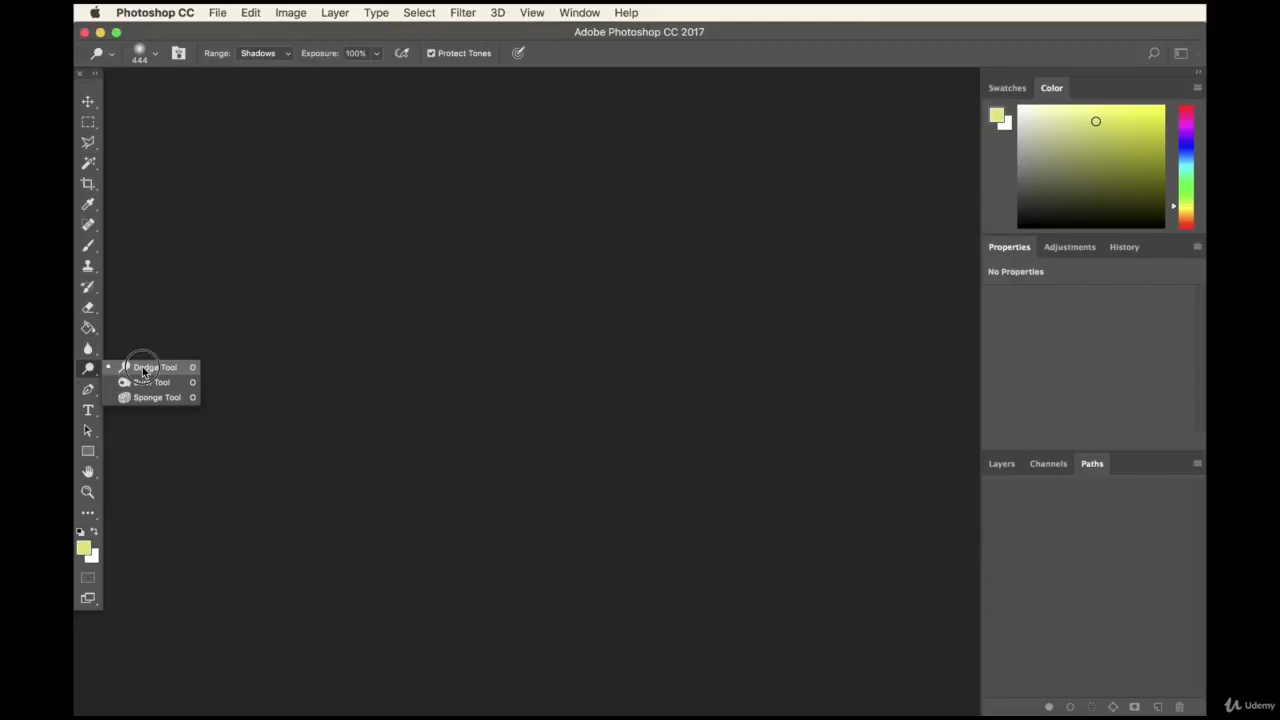 Photoshop CC File Edit Image Layer Type Select Filter 3D View Window Help
Adobe Photoshop CC 2017
444 Range: Shadows Exposure: 100% Protect Tones
Swatches Color
Properties Adjustments History
No Properties
Dodge Tool O
Tool O
Sponge Tool O
Layers Channels Paths
Udemy